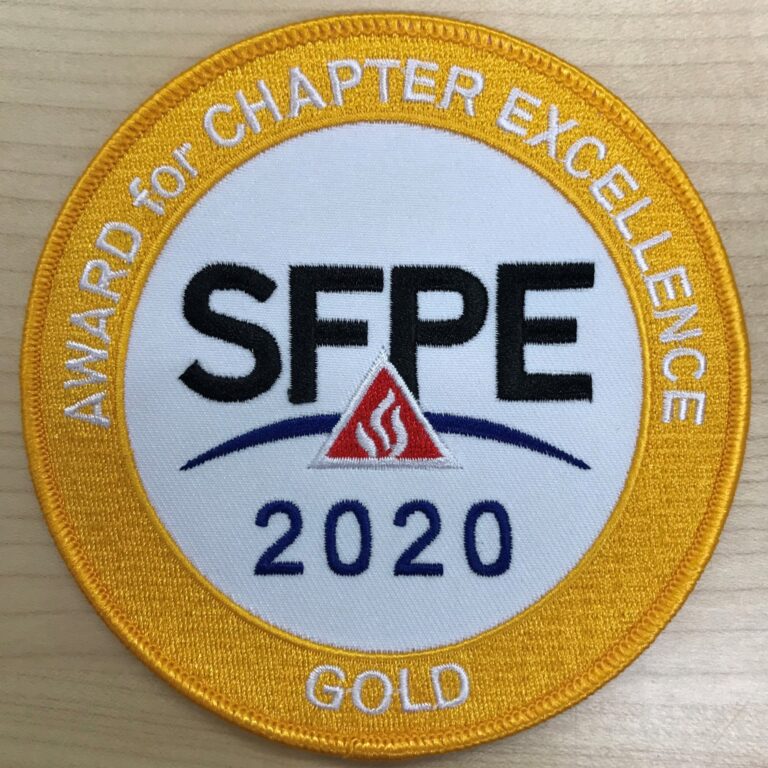 AWARD for CHAPTER EXCELLENCE
SFPE
2020
GOLD